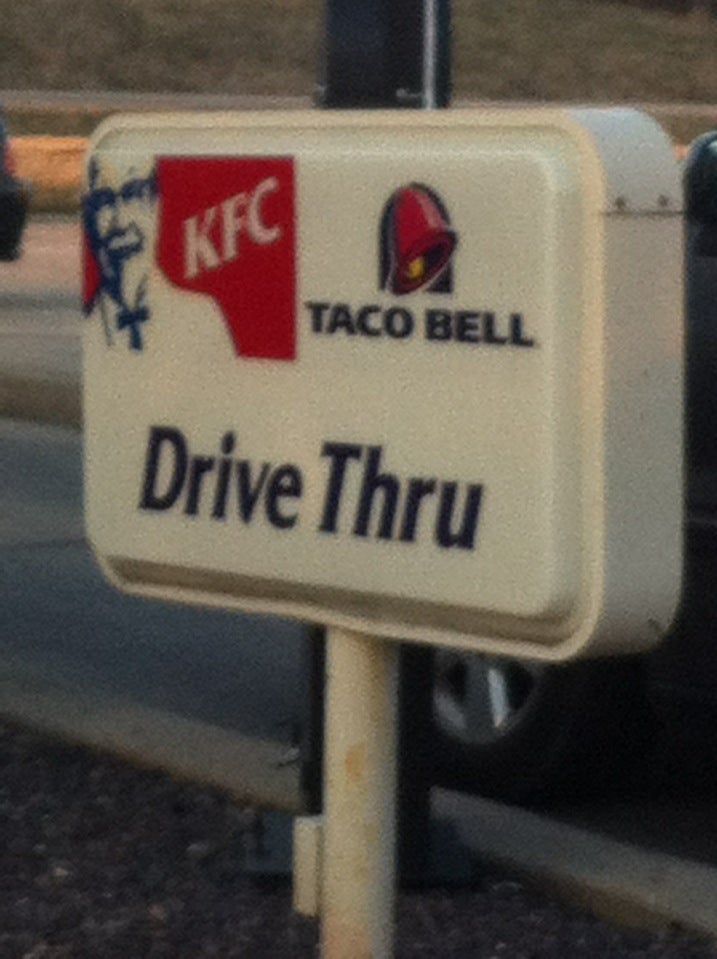 KFC
TACO BELL
Drive Thru